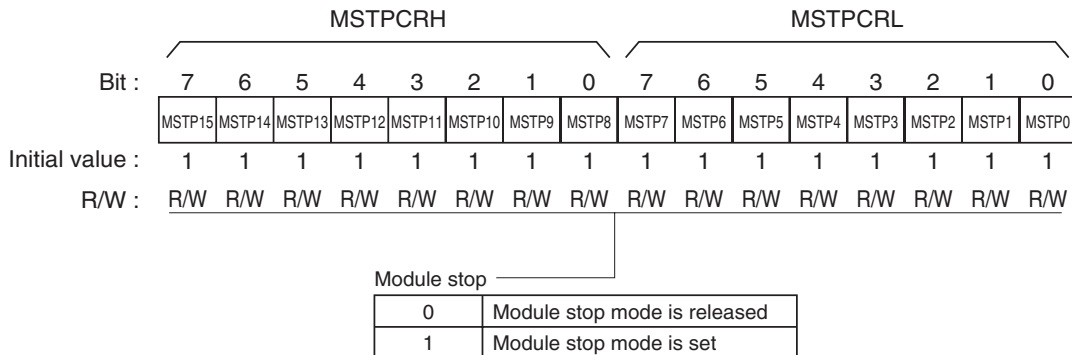 MSTPCRH MSTPCRL
Bit : 7 6 5 4 3 2 1 0 7 6 5 4 3 2 1 0
MSTP15 MSTP14 MSTP13 MSTP12 MSTP11 MSTP10 MSTP9 MSTP8 MSTP7 MSTP6 MSTP5 MSTP4 MSTP3 MSTP2 MSTP1 MSTP0
Initial value : 1 1 1 1 1 1 1 1 1 1 1 1 1 1 1 1
R/W : R/W R/W R/W R/W R/W R/W R/W R/W R/W R/W R/W R/W R/W R/W R/W R/W
Module stop
0 Module stop mode is released
1 Module stop mode is set